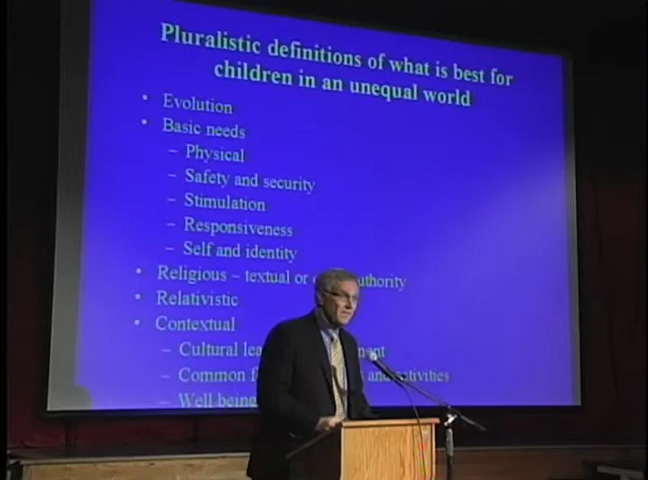 Pluralistic definitions of what is best for
children in an unequal world
• Evolution
• Basic needs
– Physical
– Safety and security
– Stimulation
– Responsiveness
– Self and identity
• Religious – textual or authority
• Relativistic
• Contextual
– Cultural
– Common and activities
– Well being